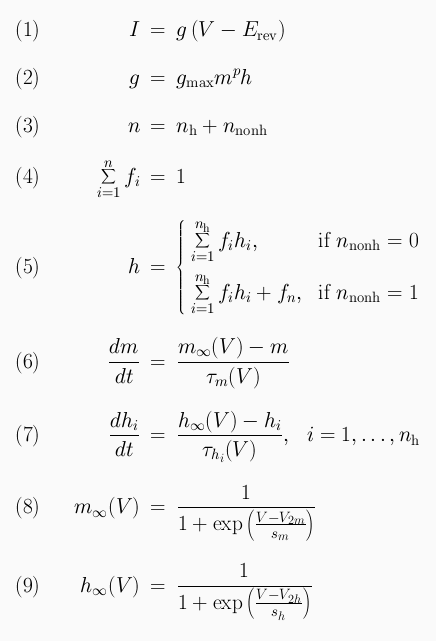 (1) I = g (V − E_rev)
(2) g = g_max m^p h
(3) n = n_h + n_nonh
(4) ∑_{i=1}^{n} f_i = 1
(5) h = { ∑_{i=1}^{n_h} f_i h_i, if n_nonh = 0
∑_{i=1}^{n_h} f_i h_i + f_n, if n_nonh = 1
(6) dm/dt = (m_∞(V) − m)/τ_m(V)
(7) dh_i/dt = (h_∞(V) − h_i)/τ_{h_i}(V), i = 1, . . . , n_h
(8) m_∞(V) = 1/(1 + exp((V−V_{2m})/s_m))
(9) h_∞(V) = 1/(1 + exp((V−V_{2h})/s_h))